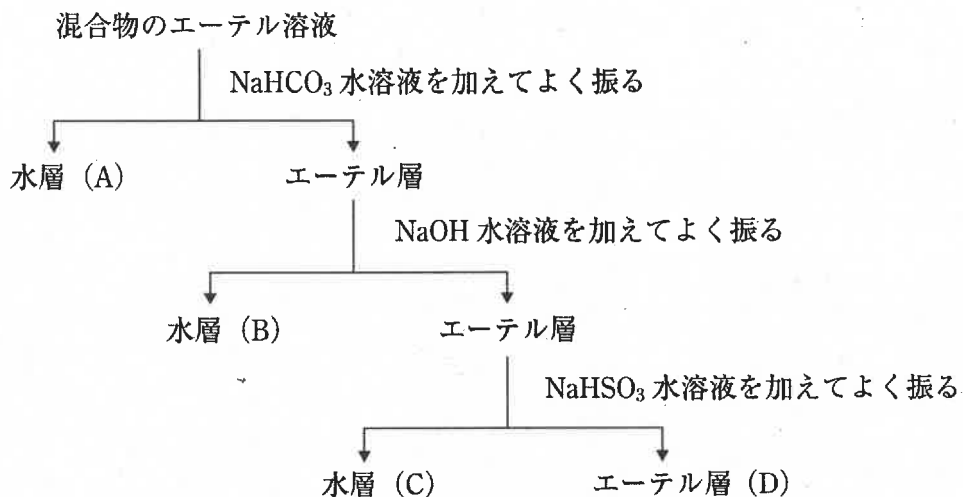 混合物のエーテル溶液
NaHCO₃ 水溶液を加えてよく振る
水層（A） エーテル層
NaOH 水溶液を加えてよく振る
水層（B） エーテル層
NaHSO₃ 水溶液を加えてよく振る
水層（C） エーテル層（D）